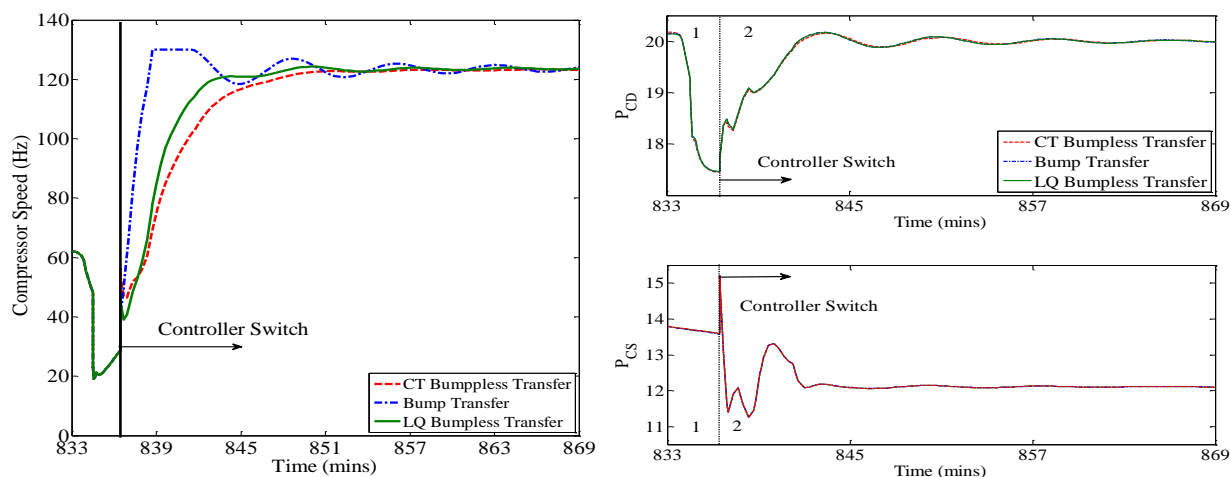 140
120
100
80
60
40
20
0
Compressor Speed (Hz)
Controller Switch
CT Bumppless Transfer
Bump Transfer
LQ Bumpless Transfer
833 839 845 851 857 863 869
Time (mins)
20
19
18
P_CD
1 2
CT Bumpless Transfer
Bump Transfer
LQ Bumpless Transfer
Controller Switch
833 845 857 869
Time (mins)
15
14
13
12
11
P_CS
Controller Switch
1 2
833 845 857 869
Time (mins)